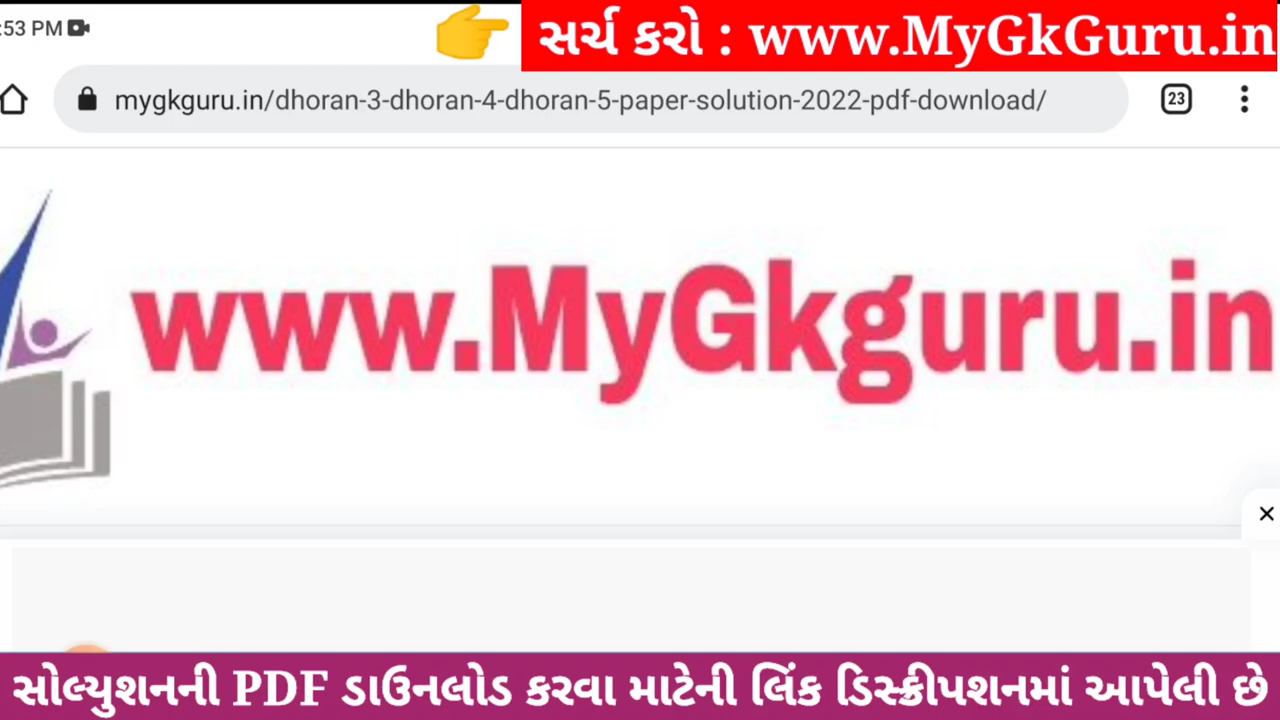 :53 PM
સર્ચ કરો : www.MyGkGuru.in
mygkguru.in/dhoran-3-dhoran-4-dhoran-5-paper-solution-2022-pdf-download/
23
www.MyGkguru.in
સોલ્યુશનની PDF ડાઉનલોડ કરવા માટેની લિંક ડિસ્ક્રીપશનમાં આપેલી છે